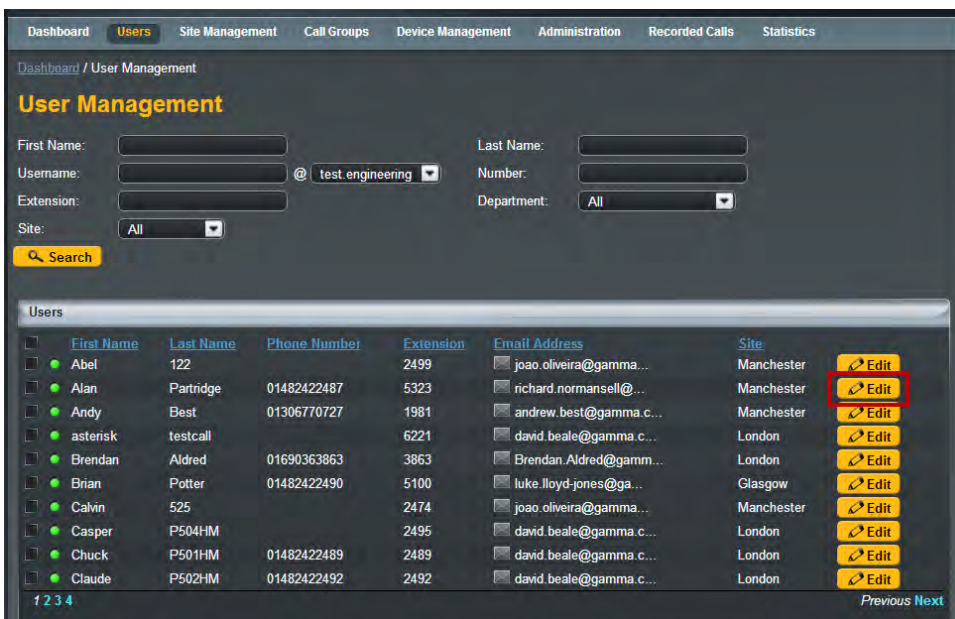 Dashboard Users Site Management Call Groups Device Management Administration Recorded Calls Statistics
Dashboard / User Management
User Management
First Name: Last Name:
Username: @ test.engineering Number:
Extension: Department: All
Site: All
Search
Users
First Name Last Name Phone Number Extension Email Address Site
Abel 122 2499 joao.oliveira@gamma... Manchester Edit
Alan Partridge 01482422487 5323 richard.normansell@... Manchester Edit
Andy Best 01306770727 1981 andrew.best@gamma.c... Manchester Edit
asterisk testcall 6221 david.beale@gamma.c... London Edit
Brendan Aldred 01690363863 3863 Brendan.Aldred@gamm... London Edit
Brian Potter 01482422490 5100 luke.lloyd-jones@ga... Glasgow Edit
Calvin 525 2474 joao.oliveira@gamma... Manchester Edit
Casper P504HM 2495 david.beale@gamma.c... London Edit
Chuck P501HM 01482422489 2489 david.beale@gamma.c... London Edit
Claude P502HM 01482422492 2492 david.beale@gamma.c... London Edit
1 2 3 4 Previous Next